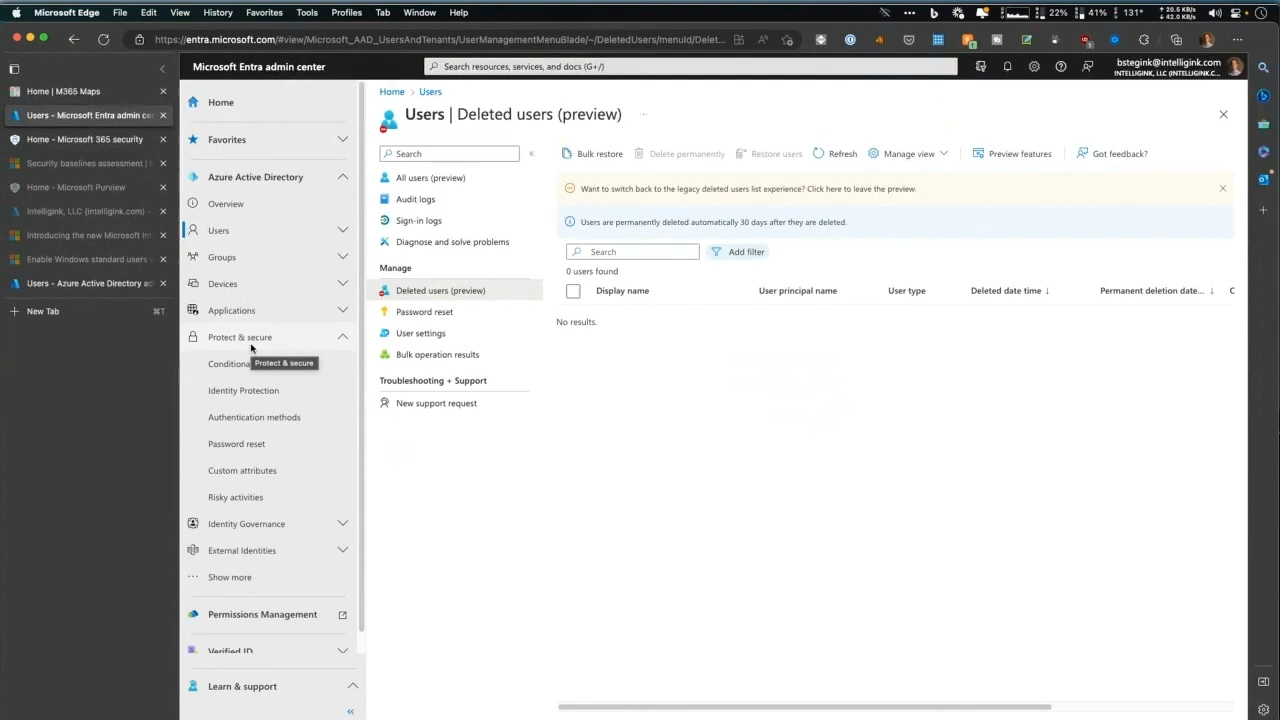 Microsoft Edge File Edit View History Favorites Tools Profiles Tab Window Help
22% 41% 131° 20.5 KB/s
42.0 KB/s
https://entra.microsoft.com/#view/Microsoft_AAD_UsersAndTenants/UserManagementMenuBlade/~/DeletedUsers/menuId/Delet...
Home | M365 Maps
Users - Microsoft Entra admin ce
Home - Microsoft 365 security
Security baselines assessment |
Home - Microsoft Purview
Intelligink, LLC (intelligink.com) -
Introducing the new Microsoft Int
Enable Windows standard users
Users - Azure Active Directory ad
New Tab ⌘T
Microsoft Entra admin center
Search resources, services, and docs (G+/)
bstegink@intelligink.com
INTELLIGINK, LLC (INTELLIGINK.C...
Home
Favorites
Azure Active Directory
Overview
Users
Groups
Devices
Applications
Protect & secure
Conditiona
Protect & secure
Identity Protection
Authentication methods
Password reset
Custom attributes
Risky activities
Identity Governance
External Identities
Show more
Permissions Management
Verified ID
Learn & support
Home > Users
Users | Deleted users (preview) ...
Search
All users (preview)
Audit logs
Sign-in logs
Diagnose and solve problems
Manage
Deleted users (preview)
Password reset
User settings
Bulk operation results
Troubleshooting + Support
New support request
Bulk restore Delete permanently Restore users Refresh Manage view Preview features Got feedback?
Want to switch back to the legacy deleted users list experience? Click here to leave the preview.
Users are permanently deleted automatically 30 days after they are deleted.
Search Add filter
0 users found
Display name User principal name User type Deleted date time ↓ Permanent deletion date... ↓ C
No results.